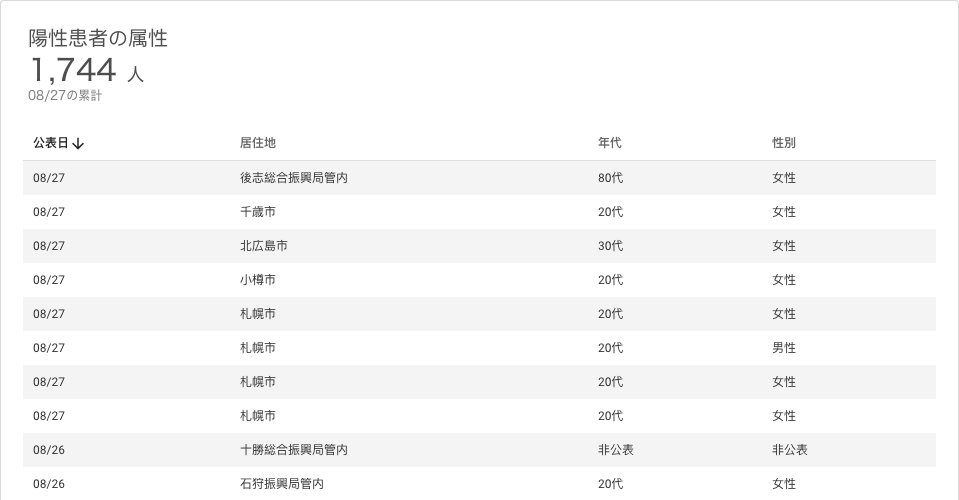 陽性患者の属性
1,744 人
08/27の累計
公表日↓ 居住地 年代 性別
08/27 後志総合振興局管内 80代 女性
08/27 千歳市 20代 女性
08/27 北広島市 30代 女性
08/27 小樽市 20代 女性
08/27 札幌市 20代 女性
08/27 札幌市 20代 男性
08/27 札幌市 20代 女性
08/27 札幌市 20代 女性
08/26 十勝総合振興局管内 非公表 非公表
08/26 石狩振興局管内 20代 女性